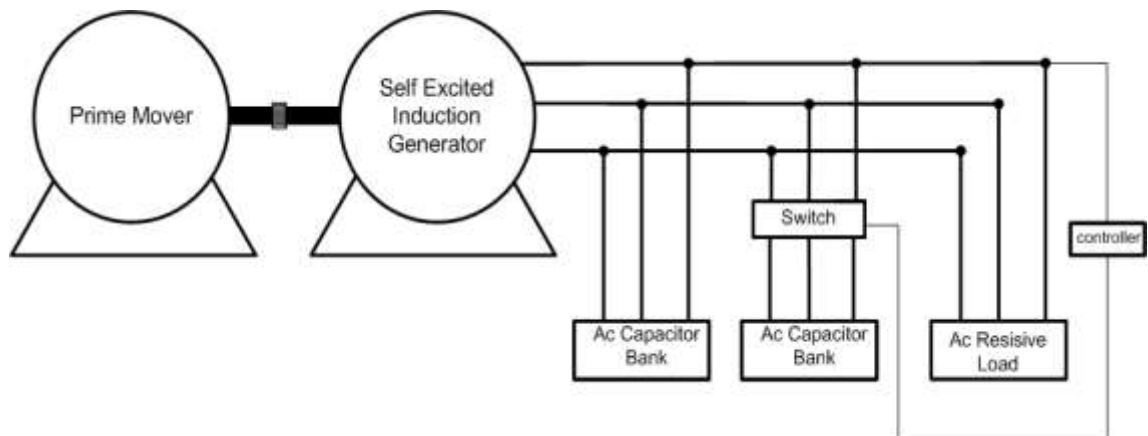 Prime Mover
Self Excited
Induction
Generator
Switch
controller
Ac Capacitor
Bank
Ac Capacitor
Bank
Ac Resisive
Load